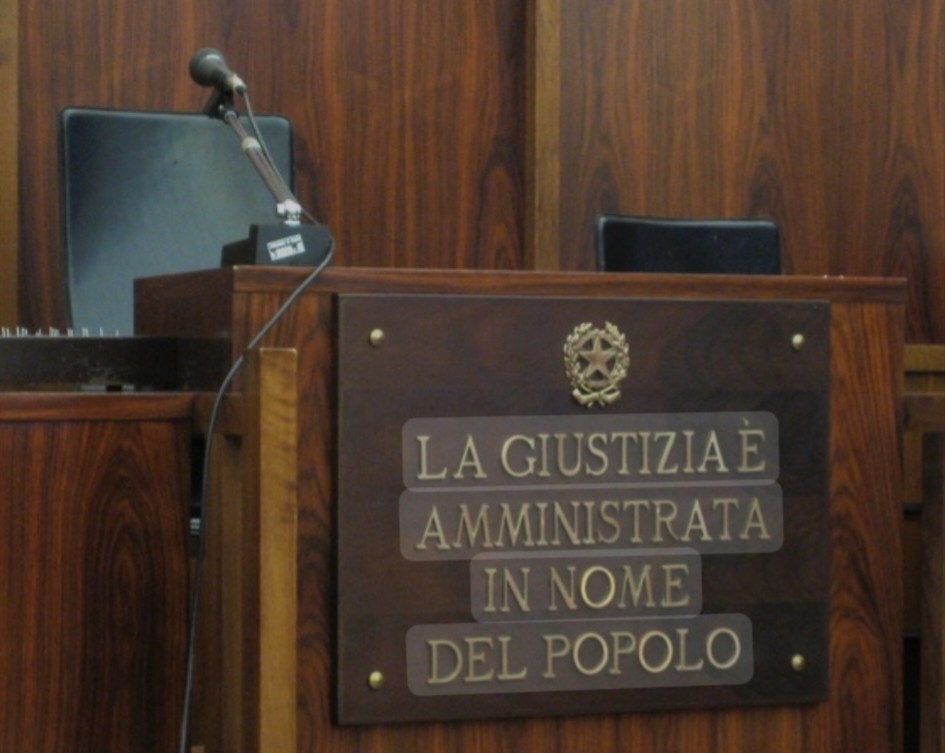 LA GIUSTIZIA È
AMMINISTRATA
IN NOME
DEL POPOLO